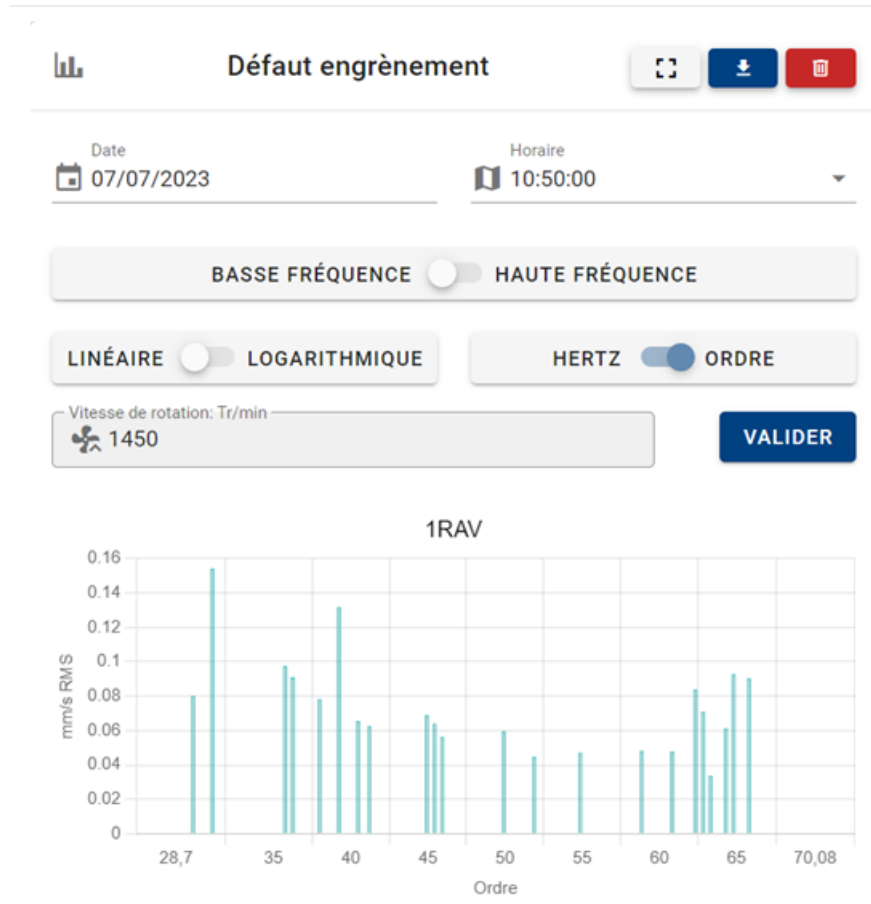 Défaut engrènement
Date
07/07/2023
Horaire
10:50:00
BASSE FRÉQUENCE HAUTE FRÉQUENCE
LINÉAIRE LOGARITHMIQUE
HERTZ ORDRE
Vitesse de rotation: Tr/min
1450
VALIDER
1RAV
0.16
0.14
0.12
0.1
0.08
0.06
0.04
0.02
0
mm/s RMS
28,7 35 40 45 50 55 60 65 70,08
Ordre